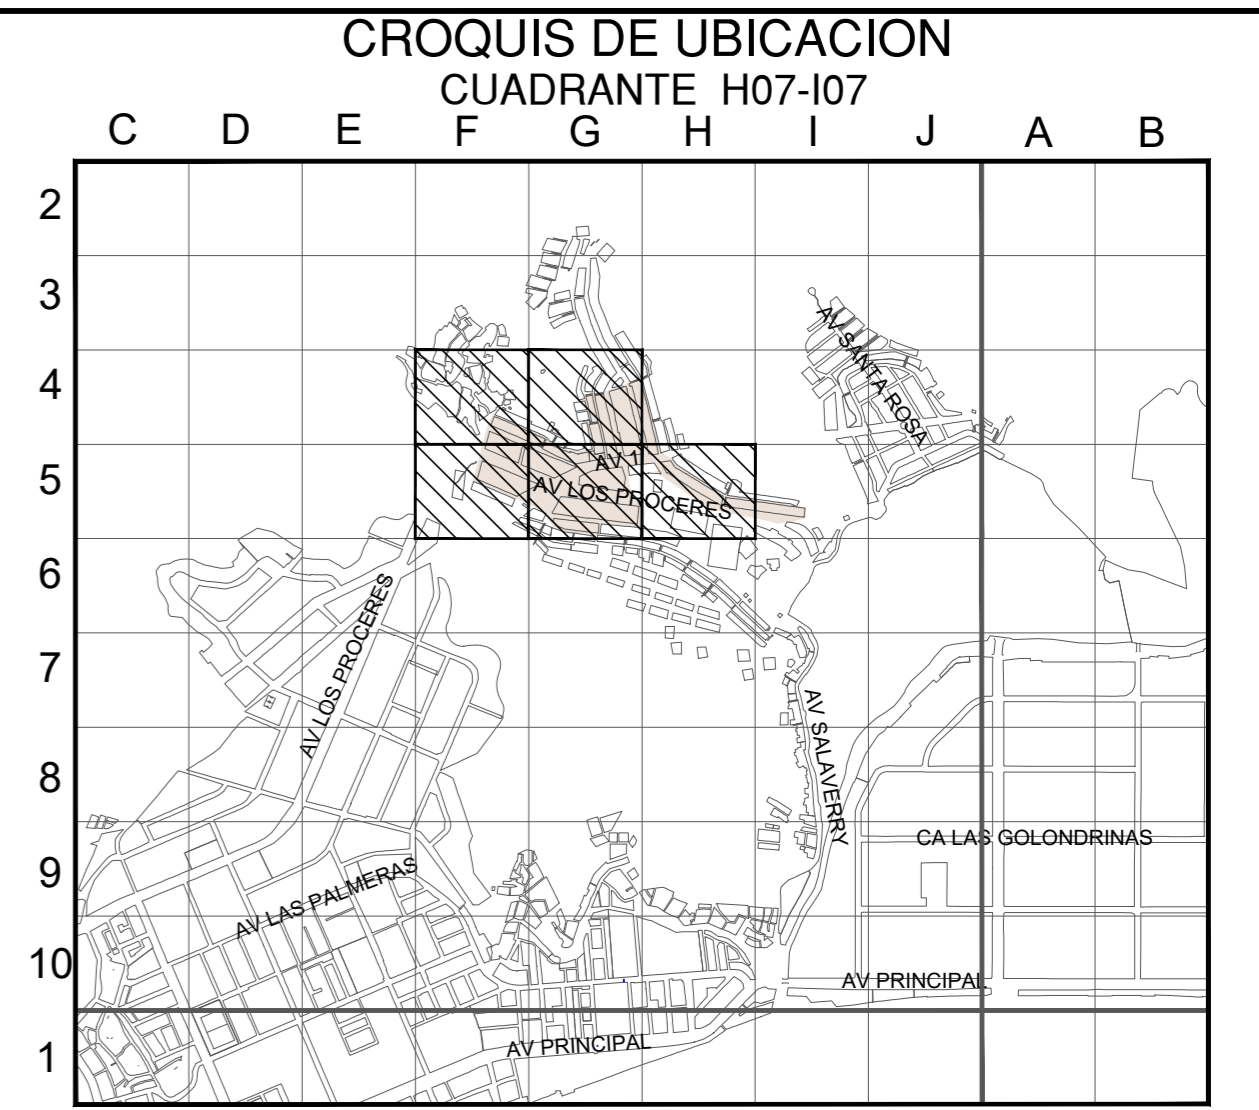 CROQUIS DE UBICACION
CUADRANTE H07-I07
C D E F G H I J A B
2
3
AV SANTA ROSA
4
AV 1
5
AV LOS PROCERES
6
AV LOS PROCERES
7
AV SALAVERRY
8
CA LAS GOLONDRINAS
9
AV LAS PALMERAS
10
AV PRINCIPAL
AV PRINCIPAL
1